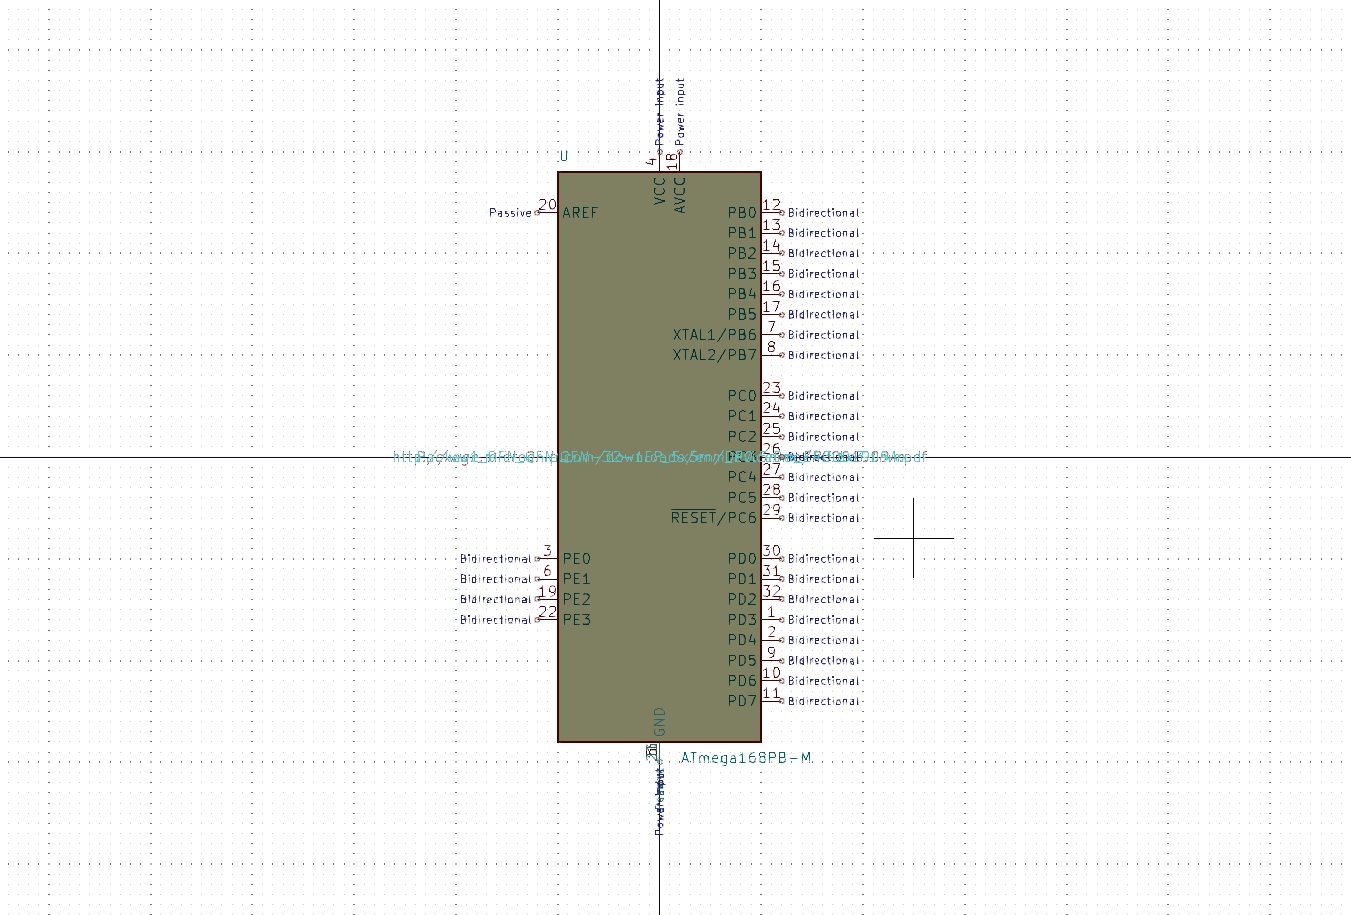 Power input
Power input
U
4
18
VCC
AVCC
Passive 20 AREF
PB0 12 Bidirectional
PB1 13 Bidirectional
PB2 14 Bidirectional
PB3 15 Bidirectional
PB4 16 Bidirectional
PB5 17 Bidirectional
XTAL1/PB6 7 Bidirectional
XTAL2/PB7 8 Bidirectional
PC0 23 Bidirectional
PC1 24 Bidirectional
PC2 25 Bidirectional
26
PC4 27 Bidirectional
PC5 28 Bidirectional
RESET/PC6 29 Bidirectional
Bidirectional 3 PE0
PD0 30 Bidirectional
Bidirectional 6 PE1
PD1 31 Bidirectional
Bidirectional 19 PE2
PD2 32 Bidirectional
Bidirectional 22 PE3
PD3 1 Bidirectional
PD4 2 Bidirectional
PD5 9 Bidirectional
PD6 10 Bidirectional
PD7 11 Bidirectional
GND
ATmega168PB-M